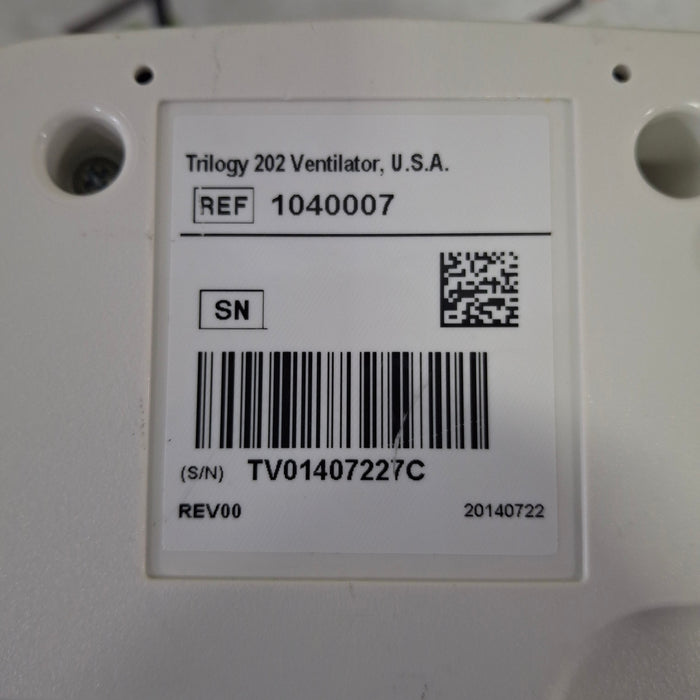 Trilogy 202 Ventilator, U.S.A.
REF 1040007
SN
(S/N) TV01407227C
REV00 20140722